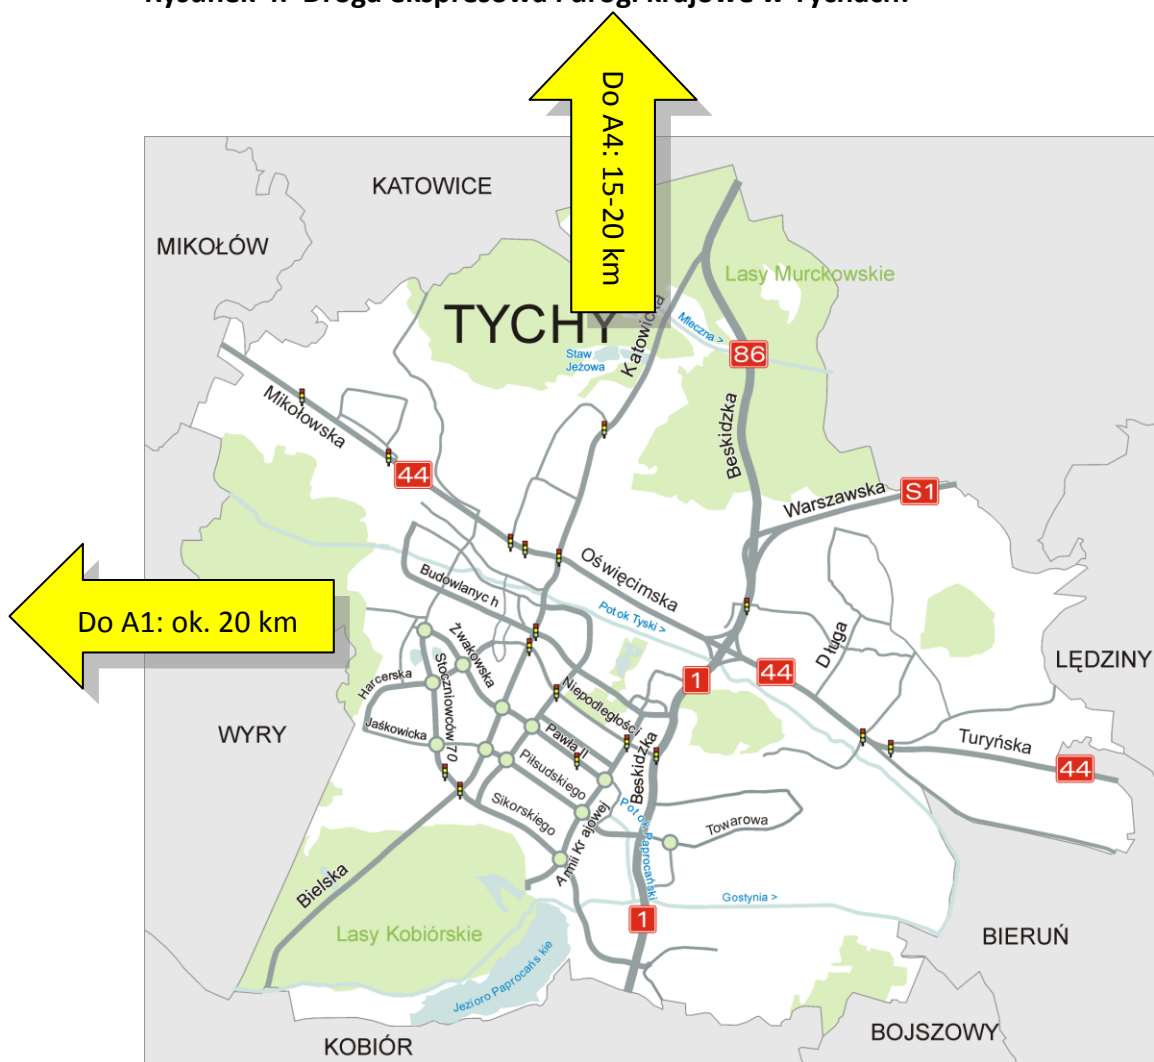 Do A4: 15-20 km
KATOWICE
MIKOŁÓW
Lasy Murckowskie
TYCHY
Mleczna >
Katowicka
Staw
Jeżowa
86
Mikołowska
Beskidzka
44
Warszawska
S1
Oświęcimska
Budowlanych
Potok Tyski >
Do A1: ok. 20 km
Żwakowska
Długa
LĘDZINY
Stoczniowców 70
Harcerska
1
44
Niepodległości
WYRY
Jaśkowicka
Pawła II
Beskidzka
Turyńska
44
Piłsudskiego
Sikorskiego
Armii Krajowej
Potok Paprocański
Towarowa
Bielska
Gostynia >
1
Lasy Kobiórskie
BIERUŃ
Jezioro Paprocańskie
BOJSZOWY
KOBIÓR